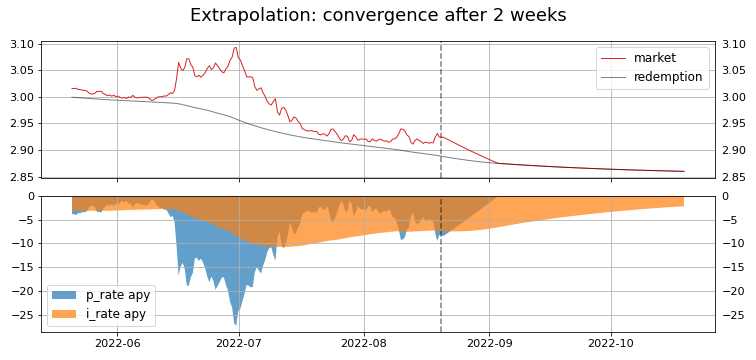 Extrapolation: convergence after 2 weeks
3.10 3.10
market
redemption
3.05 3.05
3.00 3.00
2.95 2.95
2.90 2.90
2.85 2.85
0 0
−5 −5
−10 −10
−15 −15
−20 −20
p_rate apy
i_rate apy
−25 −25
2022-06 2022-07 2022-08 2022-09 2022-10